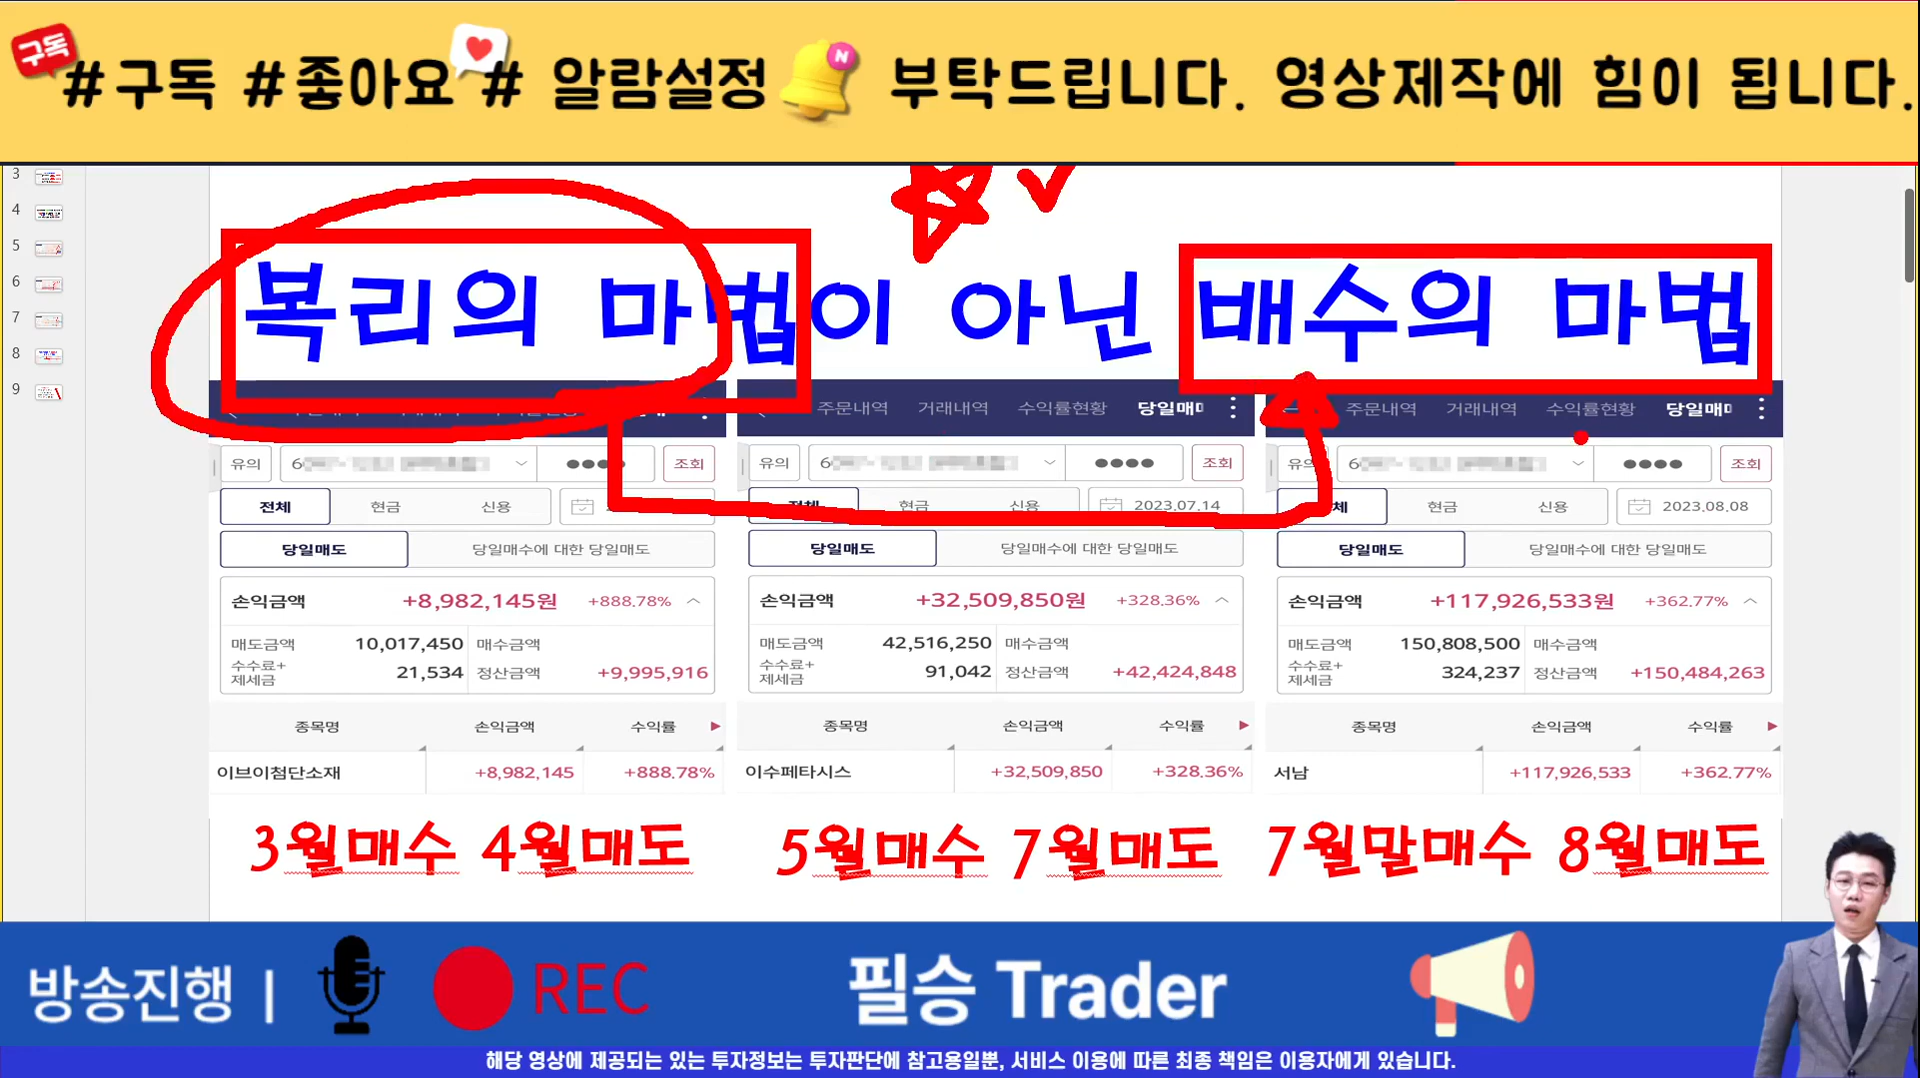 구독
#구독 #좋아요 # 알람설정 N 부탁드립니다. 영상제작에 힘이 됩니다.
3
4
5
6
7
8
9
복리의 마법이 아닌 배수의 마법
주문내역 거래내역 수익률현황 당일매
주문내역 거래내역 수익률현황 당일매
유의 6 조회
유의 6 조회
유의 6 조회
전체 현금 신용
전체 현금 신용 2023.07.14
체 현금 신용 2023.08.08
당일매도 당일매수에 대한 당일매도
당일매도 당일매수에 대한 당일매도
당일매도 당일매수에 대한 당일매도
손익금액 +8,982,145원 +888.78%
매도금액 10,017,450 매수금액
수수료+
제세금 21,534 정산금액 +9,995,916
손익금액 +32,509,850원 +328.36%
매도금액 42,516,250 매수금액
수수료+
제세금 91,042 정산금액 +42,424,848
손익금액 +117,926,533원 +362.77%
매도금액 150,808,500 매수금액
수수료+
제세금 324,237 정산금액 +150,484,263
종목명 손익금액 수익률
이브이첨단소재 +8,982,145 +888.78%
종목명 손익금액 수익률
이수페타시스 +32,509,850 +328.36%
종목명 손익금액 수익률
서남 +117,926,533 +362.77%
3월매수 4월매도
5월매수 7월매도
7월말매수 8월매도
방송진행 | REC 필승 Trader
해당 영상에 제공되는 있는 투자정보는 투자판단에 참고용일뿐, 서비스 이용에 따른 최종 책임은 이용자에게 있습니다.